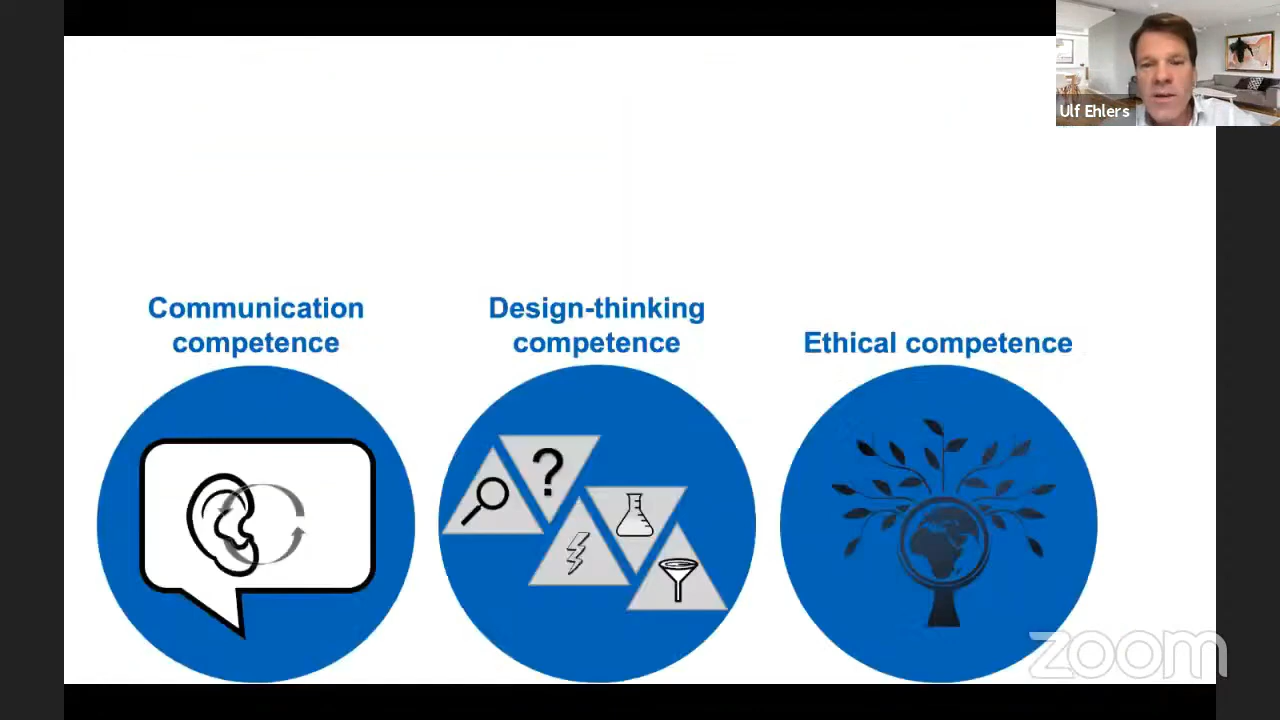 Ulf Ehlers
Communication
competence
Design-thinking
competence
Ethical competence
?
zoom